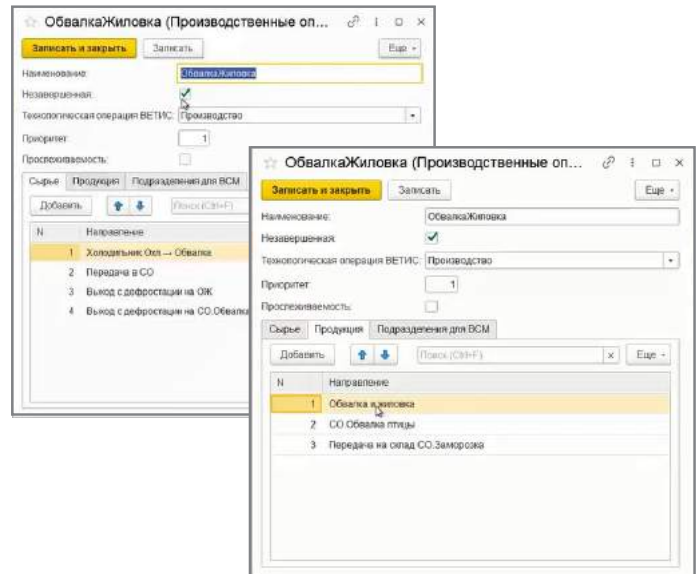 ОбвалкаЖиловка (Производственные оп...
Записать и закрыть Записать Еще
Наименование: ОбвалкаЖиловка
Незавершенная:
Технологическая операция ВЕТИС: Производство
Приоритет: 1
Прослеживаемость:
Сырье Продукция Подразделения для ВСМ
Добавить Поиск (Ctrl+F)
N Направление
1 Холодильник Охл → Обвалка
2 Передача в СО
3 Выход с дефростации на ОЖ
4 Выход с дефростации на СО.Обвалка
ОбвалкаЖиловка (Производственные оп...
Записать и закрыть Записать Еще
Наименование: ОбвалкаЖиловка
Незавершенная:
Технологическая операция ВЕТИС: Производство
Приоритет: 1
Прослеживаемость:
Сырье Продукция Подразделения для ВСМ
Добавить Поиск (Ctrl+F) x Еще
N Направление
1 Обвалка и жиловка
2 СО.Обвалка птицы
3 Передача на склад СО.Заморозка